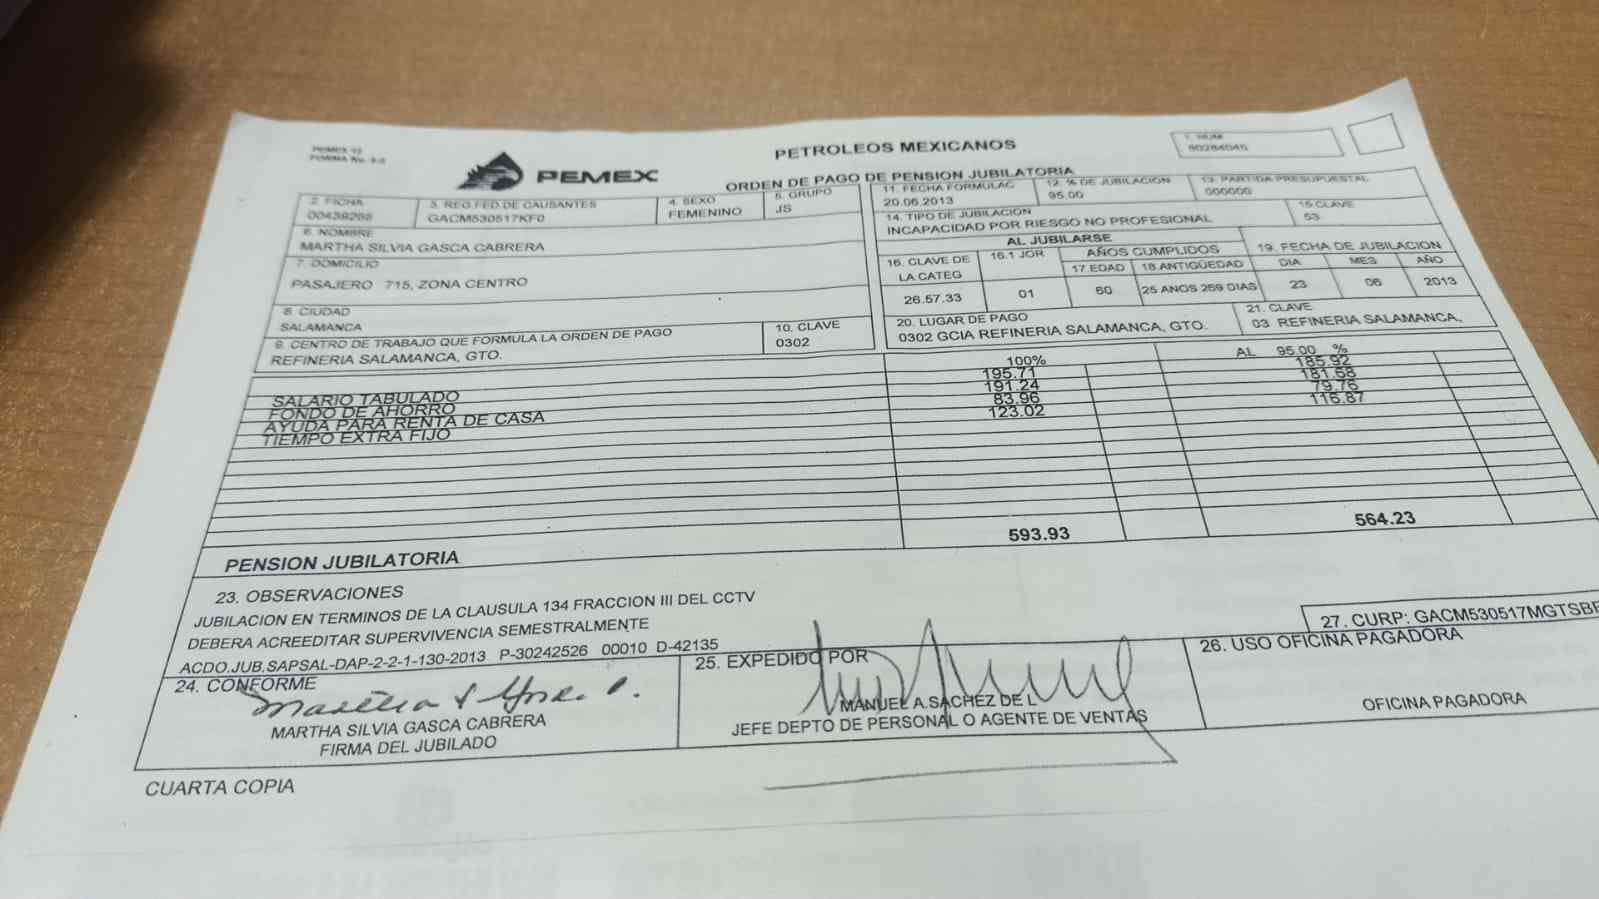 PEMEX
PETROLEOS MEXICANOS
ORDEN DE PAGO DE PENSION JUBILATORIA
1. NUM
2. FICHA
3. REG.FED.DE CAUSANTES
GACM530517KF0
4. SEXO
FEMENINO
5. GRUPO
JS
6. NOMBRE
MARTHA SILVIA GASCA CABRERA
7. DOMICILIO
PASAJERO 715, ZONA CENTRO
8. CIUDAD
SALAMANCA
9. CENTRO DE TRABAJO QUE FORMULA LA ORDEN DE PAGO
REFINERIA SALAMANCA, GTO.
10. CLAVE
0302
11. FECHA FORMULAC
20.06.2013
12. % DE JUBILACION
95.00
13. PARTIDA PRESUPUESTAL
000000
14. TIPO DE JUBILACION
INCAPACIDAD POR RIESGO NO PROFESIONAL
15.CLAVE
53
AL JUBILARSE
16. CLAVE DE LA CATEG
26.57.33
16.1 JOR
01
AÑOS CUMPLIDOS
17.EDAD
60
18.ANTIGÜEDAD
25 ANOS 259 DIAS
19. FECHA DE JUBILACION
DIA MES AÑO
23 06 2013
20. LUGAR DE PAGO
0302 GCIA REFINERIA SALAMANCA, GTO.
21. CLAVE
03 REFINERIA SALAMANCA,
100% AL 95.00 %
SALARIO TABULADO 195.71 185.92
FONDO DE AHORRO 191.24 181.68
AYUDA PARA RENTA DE CASA 83.96 79.76
TIEMPO EXTRA FIJO 123.02 116.87
PENSION JUBILATORIA 593.93 564.23
23. OBSERVACIONES
JUBILACION EN TERMINOS DE LA CLAUSULA 134 FRACCION III DEL CCTV
DEBERA ACREEDITAR SUPERVIVENCIA SEMESTRALMENTE
ACDO.JUB.SAPSAL-DAP-2-2-1-130-2013 P-30242526 00010 D-42135
27. CURP: GACM530517MGTSBR
24. CONFORME
MARTHA SILVIA GASCA CABRERA
FIRMA DEL JUBILADO
25. EXPEDIDO POR
MANUEL A.SACHEZ DE L
JEFE DEPTO DE PERSONAL O AGENTE DE VENTAS
26. USO OFICINA PAGADORA
OFICINA PAGADORA
CUARTA COPIA